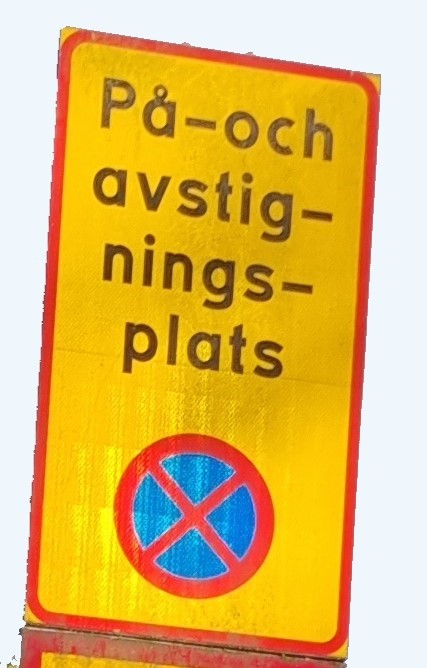 På-och
avstig-
nings-
plats